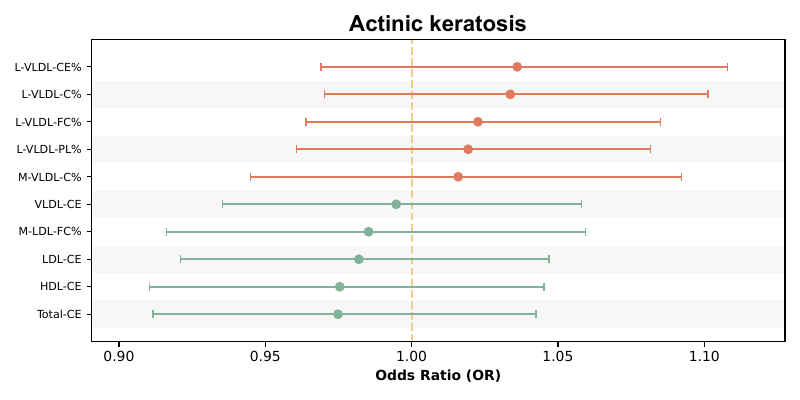 Actinic keratosis
L-VLDL-CE%
L-VLDL-C%
L-VLDL-FC%
L-VLDL-PL%
M-VLDL-C%
VLDL-CE
M-LDL-FC%
LDL-CE
HDL-CE
Total-CE
0.90 0.95 1.00 1.05 1.10
Odds Ratio (OR)